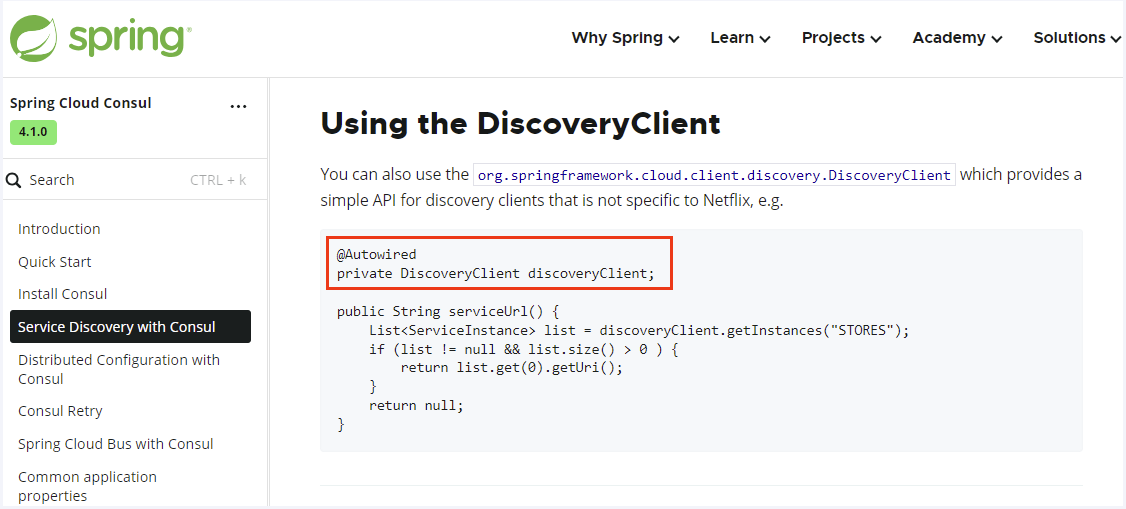 spring
Why Spring
Learn
Projects
Academy
Solutions
Spring Cloud Consul
...
4.1.0
Search
CTRL + k
Introduction
Quick Start
Install Consul
Service Discovery with Consul
Distributed Configuration with
Consul
Consul Retry
Spring Cloud Bus with Consul
Common application
properties
Using the DiscoveryClient
You can also use the org.springframework.cloud.client.discovery.DiscoveryClient which provides a
simple API for discovery clients that is not specific to Netflix, e.g.
@Autowired
private DiscoveryClient discoveryClient;
public String serviceUrl() {
    List<ServiceInstance> list = discoveryClient.getInstances("STORES");
    if (list != null && list.size() > 0 ) {
        return list.get(0).getUri();
    }
    return null;
}